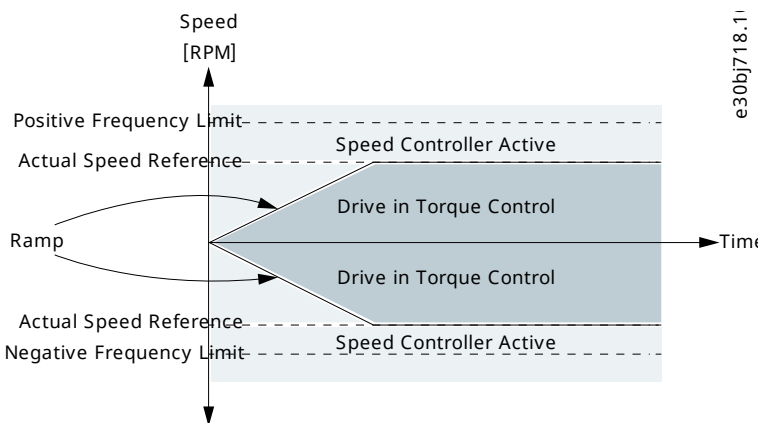 Speed
[RPM]
Positive Frequency Limit
Speed Controller Active
Actual Speed Reference
Drive in Torque Control
Ramp
Time
Drive in Torque Control
Actual Speed Reference
Speed Controller Active
Negative Frequency Limit
e30bj718.1